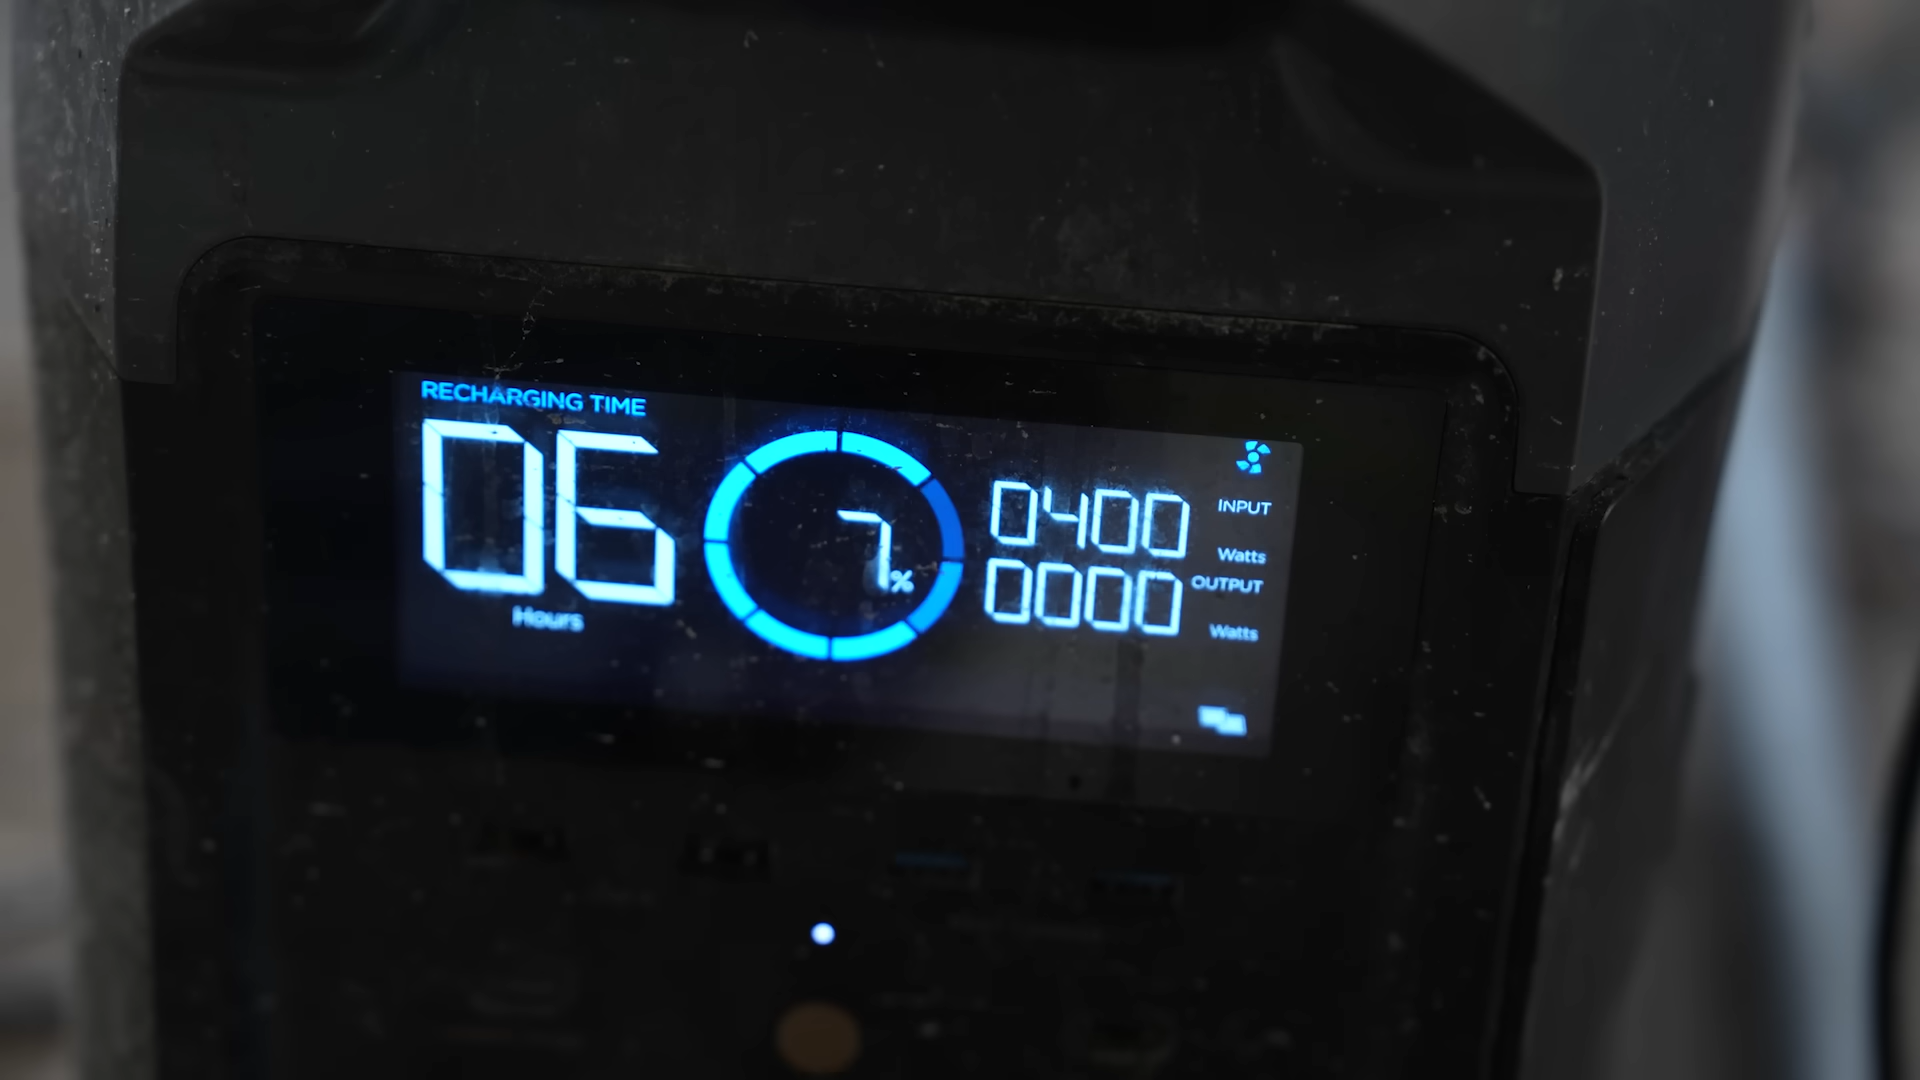 RECHARGING TIME
06
Hours
7%
0400
INPUT
Watts
0000
OUTPUT
Watts